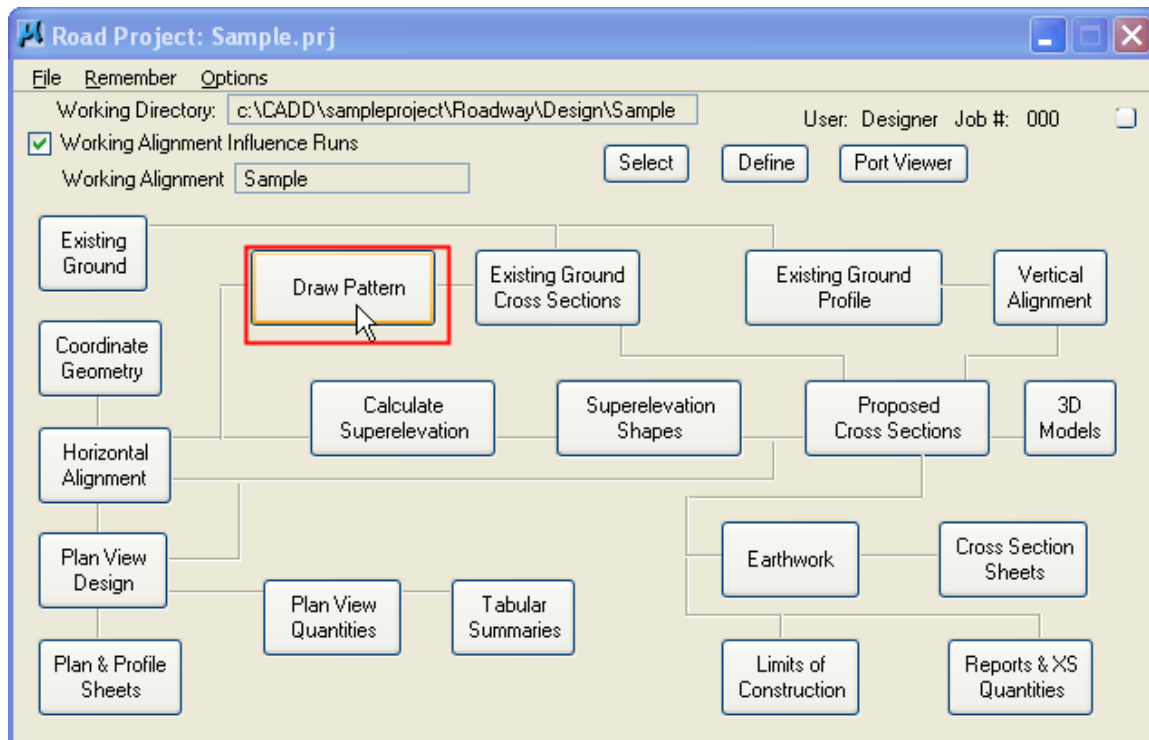 Road Project: Sample.prj
File Remember Options
Working Directory: c:\CADD\sampleproject\Roadway\Design\Sample
User: Designer Job #: 000
Working Alignment Influence Runs
Working Alignment Sample
Select
Define
Port Viewer
Existing
Ground
Draw Pattern
Existing Ground
Cross Sections
Existing Ground
Profile
Vertical
Alignment
Coordinate
Geometry
Calculate
Superelevation
Superelevation
Shapes
Proposed
Cross Sections
3D
Models
Horizontal
Alignment
Plan View
Design
Earthwork
Cross Section
Sheets
Plan View
Quantities
Tabular
Summaries
Plan & Profile
Sheets
Limits of
Construction
Reports & XS
Quantities